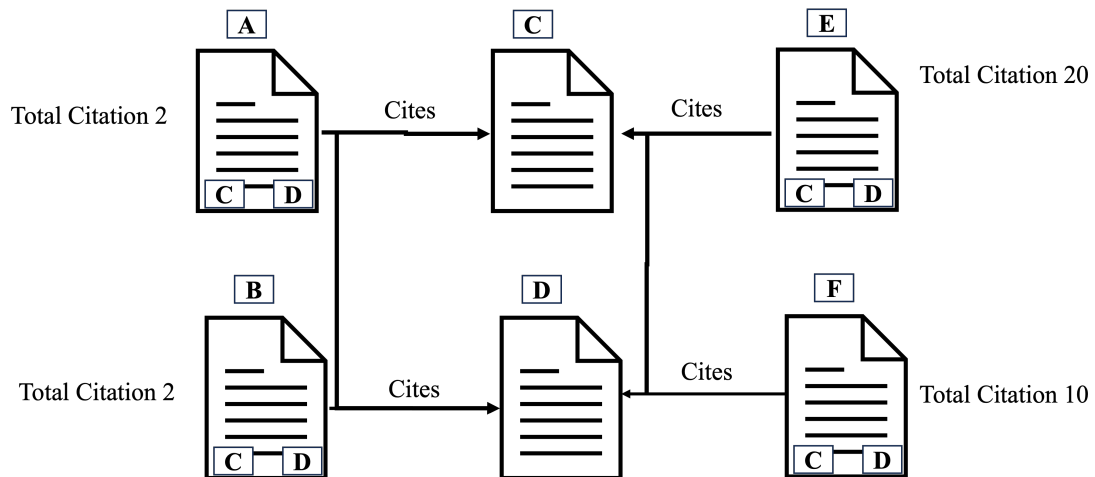 A
C
E
Total Citation 2
Cites
Cites
Total Citation 20
C D
C D
B
D
F
Total Citation 2
Cites
Cites
Total Citation 10
C D
C D